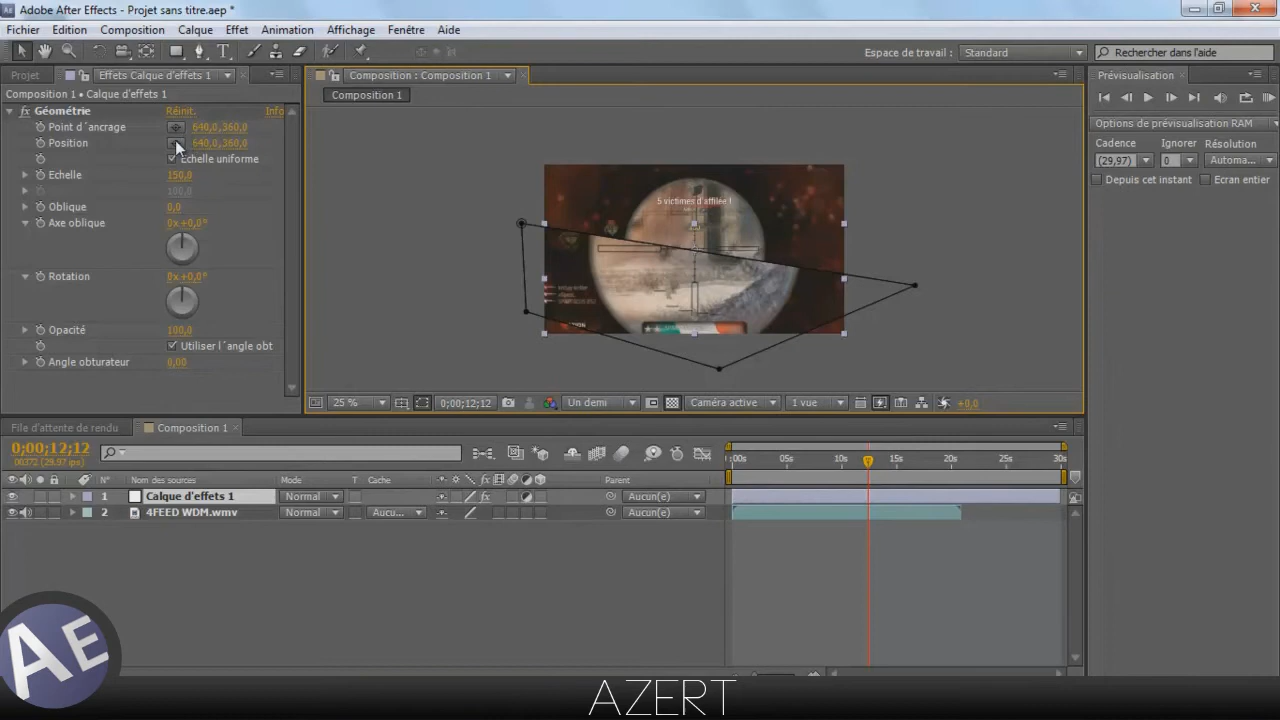 Adobe After Effects - Projet sans titre.aep *
Fichier Edition Composition Calque Effet Animation Affichage Fenêtre Aide
Espace de travail : Standard Rechercher dans l'aide
Projet Effets Calque d'effets 1 Composition : Composition 1 Prévisualisation
Composition 1 • Calque d'effets 1 Composition 1
Géométrie Réinit. Info
Point d´ancrage 640,0,360,0
Position 640,0,360,0
Echelle uniforme
Echelle 150,0
100,0
Oblique 0,0
Axe oblique 0x+0,0°
Rotation 0x+0,0°
Opacité 100,0
Utiliser l´angle obt
Angle obturateur 0,00
5 victimes d'affilée !
Options de prévisualisation RAM
Cadence Ignorer Résolution
(29,97) 0 Automa...
Depuis cet instant Ecran entier
25 % 0;00;12;12 Un demi Caméra active 1 vue +0,0
File d'attente de rendu Composition 1
0;00;12;12
00372 (29.97 ips)
:00s 05s 10s 15s 20s 25s 30s
N° Nom des sources Mode T Cache Parent
1 Calque d'effets 1 Normal Aucun(e)
2 4FEED WDM.wmv Normal Aucu... Aucun(e)
AE
AZERT